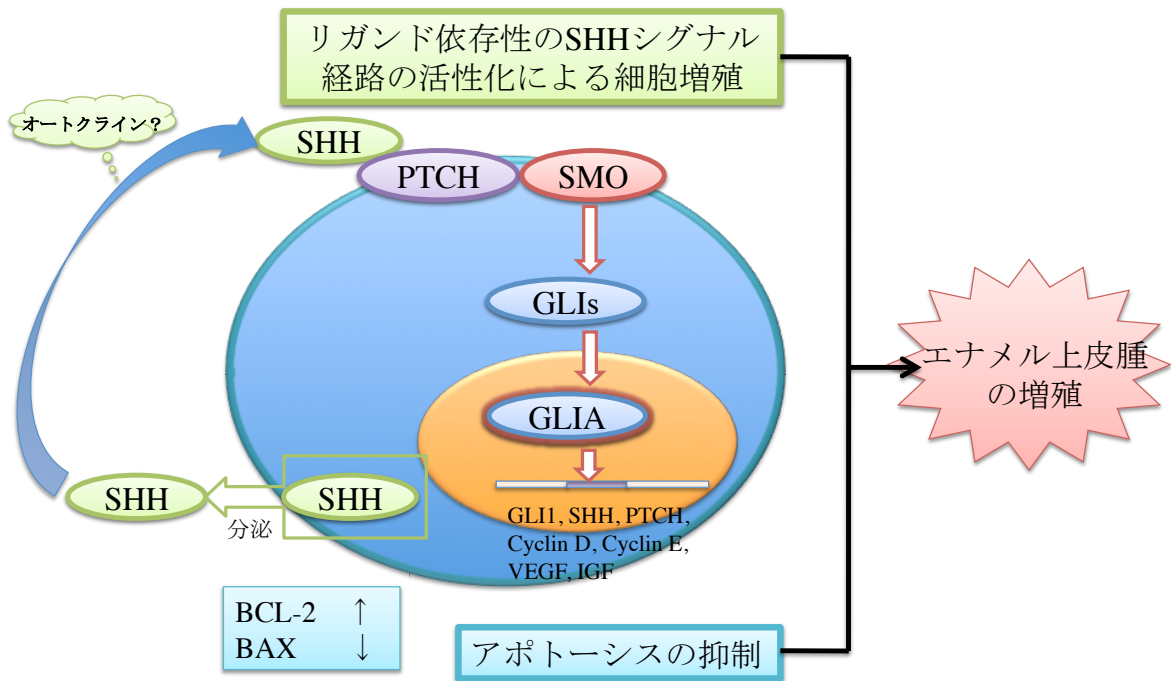 リガンド依存性のSHHシグナル
経路の活性化による細胞増殖
オートクライン？
SHH
PTCH
SMO
GLIs
エナメル上皮腫
の増殖
GLIA
SHH
SHH
分泌
GLI1, SHH, PTCH,
Cyclin D, Cyclin E,
VEGF, IGF
BCL-2 ↑
BAX ↓
アポトーシスの抑制